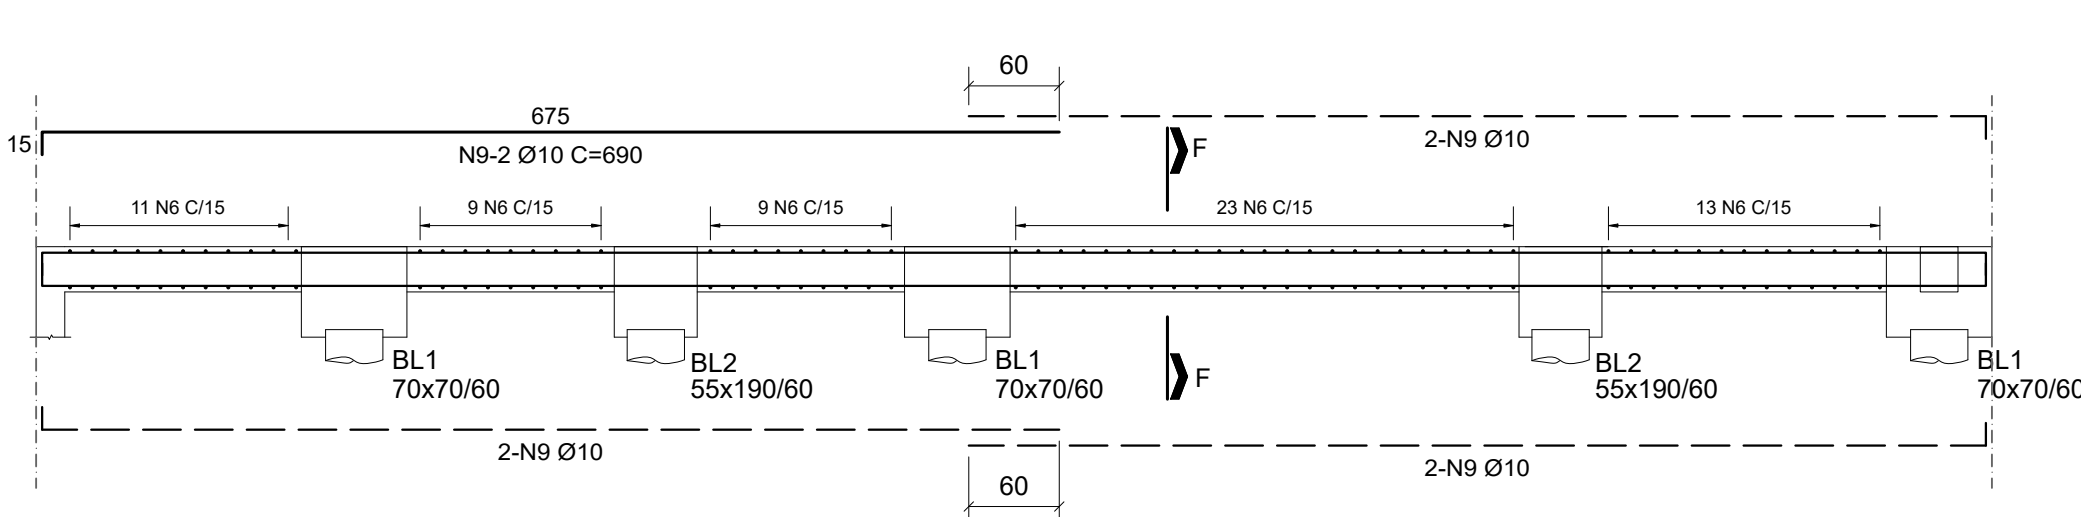 60
675
15
2-N9 Ø10
N9-2 Ø10 C=690
F
11 N6 C/15
9 N6 C/15
9 N6 C/15
23 N6 C/15
13 N6 C/15
BL1
70x70/60
BL2
55x190/60
BL1
70x70/60
F
BL2
55x190/60
BL1
70x70/60
2-N9 Ø10
2-N9 Ø10
60